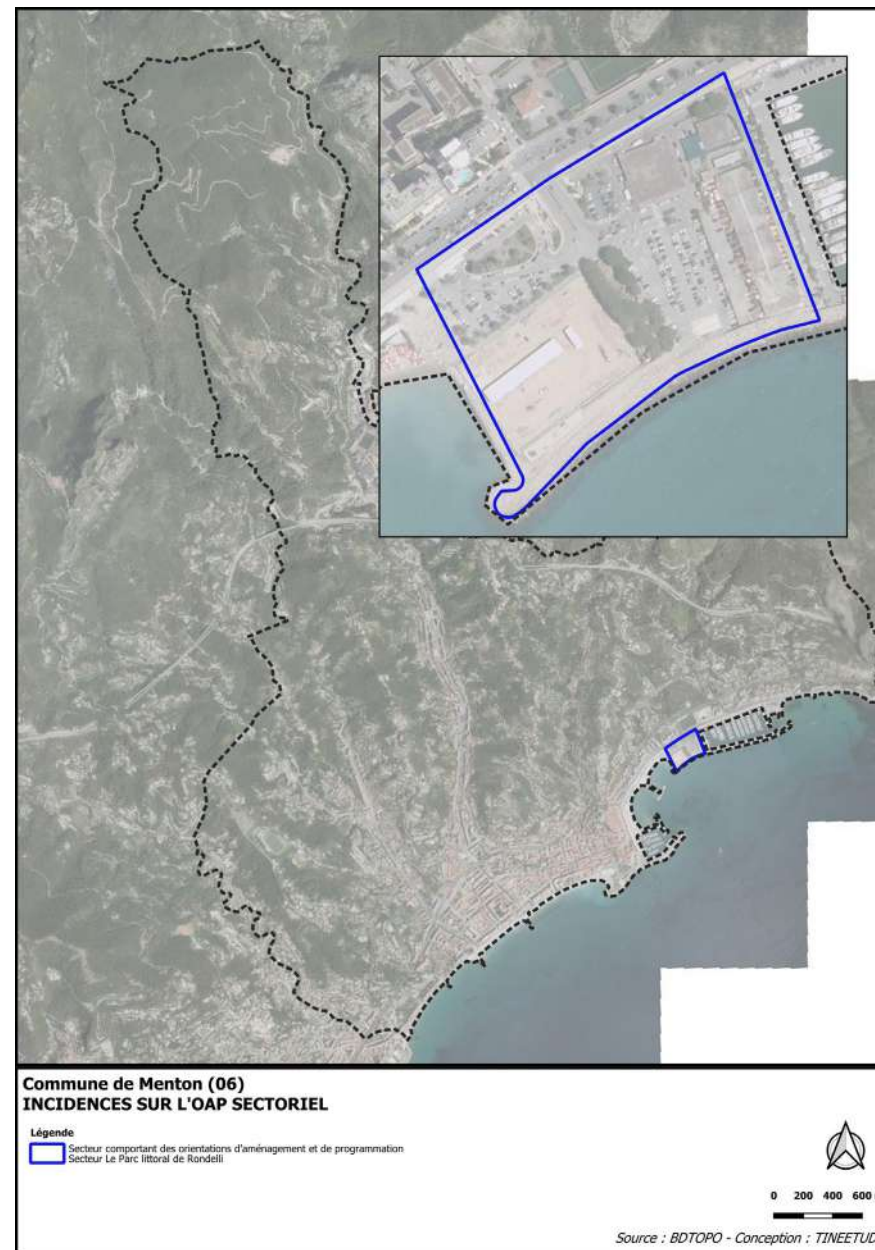 Commune de Menton (06)
INCIDENCES SUR L'OAP SECTORIEL
Légende
Secteur comportant des orientations d'aménagement et de programmation
Secteur Le Parc littoral de Rondelli
0 200 400 600
Source : BDTOPO - Conception : TINEETUD